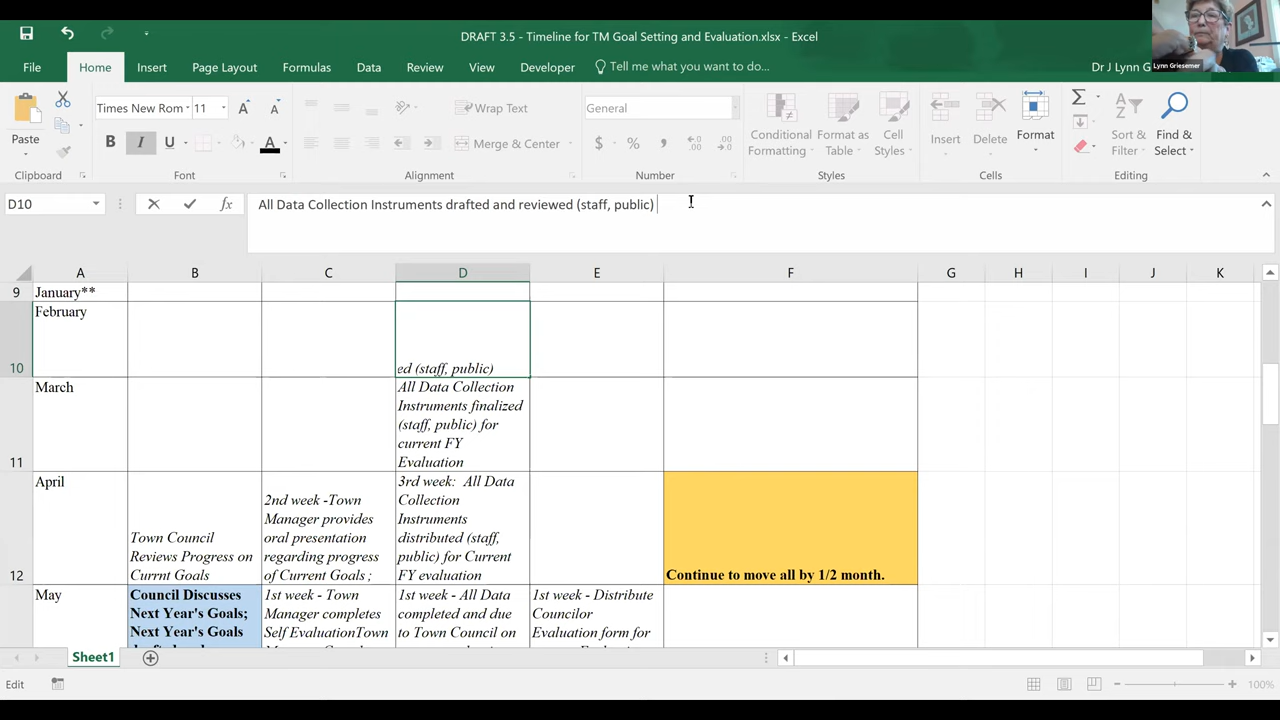 DRAFT 3.5 - Timeline for TM Goal Setting and Evaluation.xlsx - Excel
Lynn Griesemer
File Home Insert Page Layout Formulas Data Review View Developer Tell me what you want to do... Dr J Lynn G
Paste
Times New Rom 11
B I U
A A A
Wrap Text
Merge & Center
General
$ %
Conditional Formatting
Format as Table
Cell Styles
Insert
Delete
Format
Sort & Filter
Find & Select
Clipboard Font Alignment Number Styles Cells Editing
D10 fx All Data Collection Instruments drafted and reviewed (staff, public)
A B C D E F G H I J K
9 January**
10 February
ed (staff, public)
11 March
All Data Collection
Instruments finalized
(staff, public) for
current FY
Evaluation
12 April
Town Council
Reviews Progress on
Currnt Goals
2nd week -Town
Manager provides
oral presentation
regarding progress
of Current Goals ;
3rd week: All Data
Collection
Instruments
distributed (staff,
public) for Current
FY evaluation
Continue to move all by 1/2 month.
May
Council Discusses
Next Year's Goals;
Next Year's Goals
1st week - Town
Manager completes
Self EvaluationTown
1st week - All Data
completed and due
to Town Council on
1st week - Distribute
Councilor
Evaluation form for
Sheet1
Edit
100%